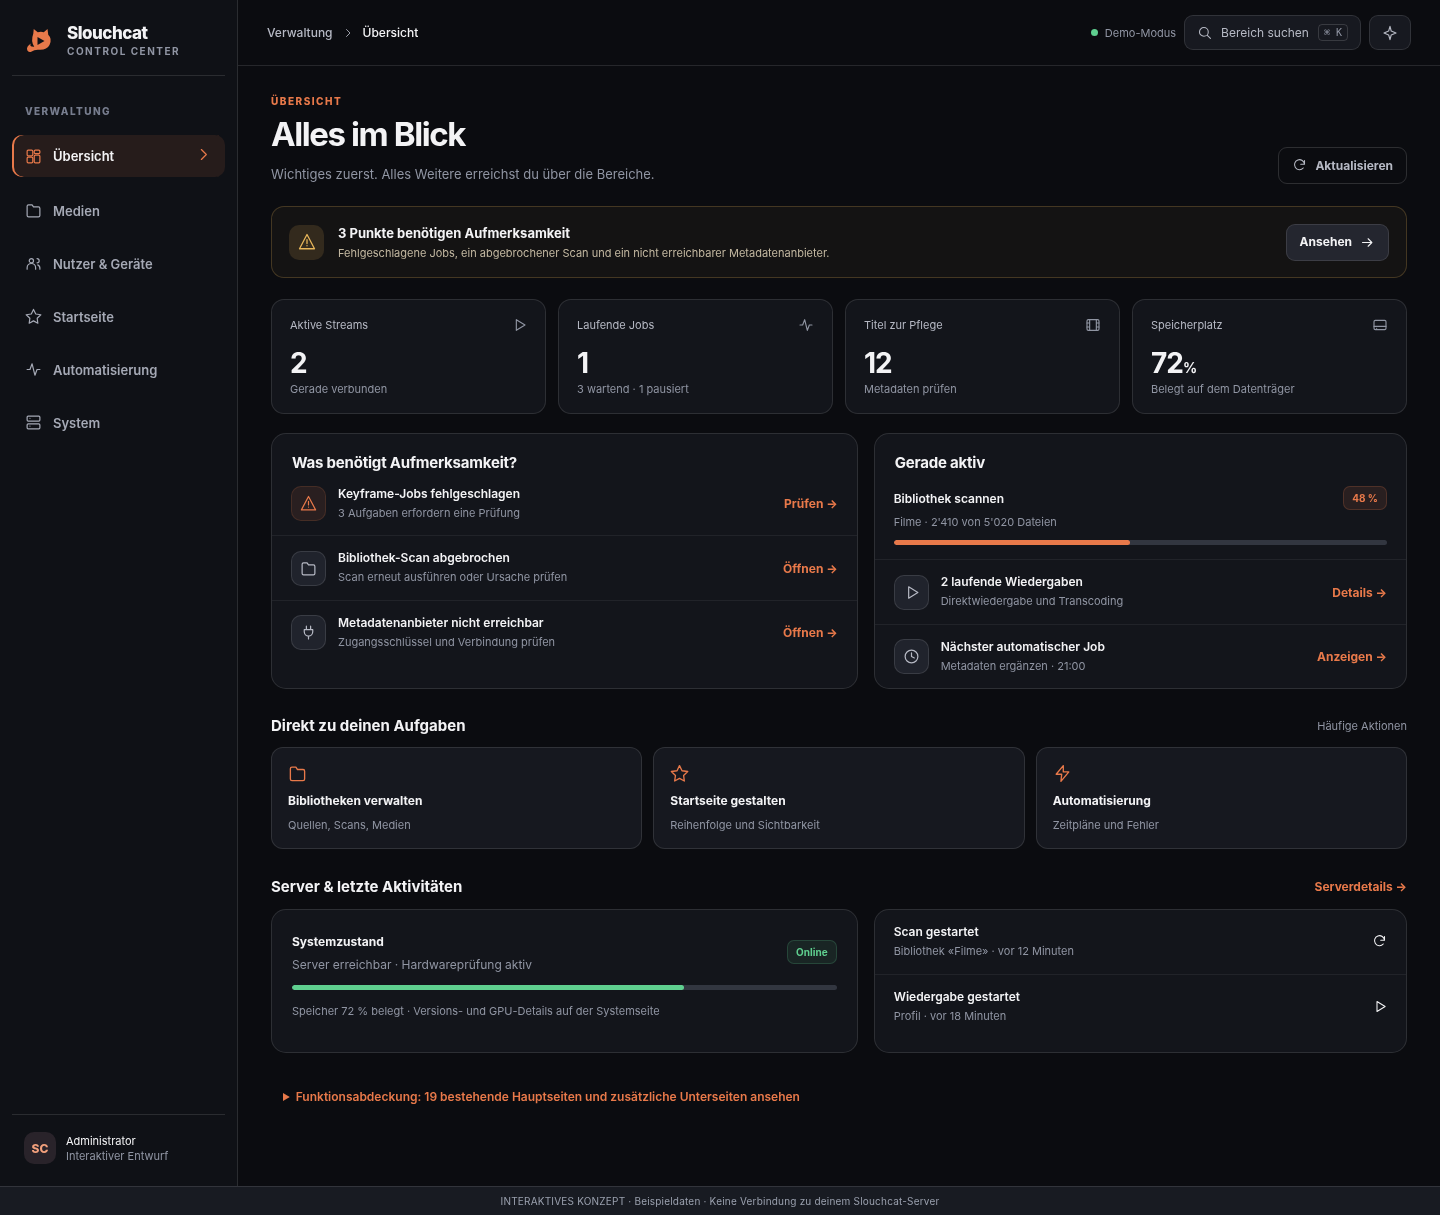 Slouchcat
CONTROL CENTER
VERWALTUNG
Übersicht
Medien
Nutzer & Geräte
Startseite
Automatisierung
System
SC
Administrator
Interaktiver Entwurf
Verwaltung > Übersicht
Demo-Modus
Bereich suchen ⌘ K
ÜBERSICHT
Alles im Blick
Wichtiges zuerst. Alles Weitere erreichst du über die Bereiche.
Aktualisieren
3 Punkte benötigen Aufmerksamkeit
Fehlgeschlagene Jobs, ein abgebrochener Scan und ein nicht erreichbarer Metadatenanbieter.
Ansehen →
Aktive Streams
2
Gerade verbunden
Laufende Jobs
1
3 wartend · 1 pausiert
Titel zur Pflege
12
Metadaten prüfen
Speicherplatz
72%
Belegt auf dem Datenträger
Was benötigt Aufmerksamkeit?
Keyframe-Jobs fehlgeschlagen
3 Aufgaben erfordern eine Prüfung
Prüfen →
Bibliothek-Scan abgebrochen
Scan erneut ausführen oder Ursache prüfen
Öffnen →
Metadatenanbieter nicht erreichbar
Zugangsschlüssel und Verbindung prüfen
Öffnen →
Gerade aktiv
Bibliothek scannen
48 %
Filme · 2'410 von 5'020 Dateien
2 laufende Wiedergaben
Direktwiedergabe und Transcoding
Details →
Nächster automatischer Job
Metadaten ergänzen · 21:00
Anzeigen →
Direkt zu deinen Aufgaben
Häufige Aktionen
Bibliotheken verwalten
Quellen, Scans, Medien
Startseite gestalten
Reihenfolge und Sichtbarkeit
Automatisierung
Zeitpläne und Fehler
Server & letzte Aktivitäten
Serverdetails →
Systemzustand
Server erreichbar · Hardwareprüfung aktiv
Online
Speicher 72 % belegt · Versions- und GPU-Details auf der Systemseite
Scan gestartet
Bibliothek «Filme» · vor 12 Minuten
Wiedergabe gestartet
Profil · vor 18 Minuten
▶ Funktionsabdeckung: 19 bestehende Hauptseiten und zusätzliche Unterseiten ansehen
INTERAKTIVES KONZEPT · Beispieldaten · Keine Verbindung zu deinem Slouchcat-Server